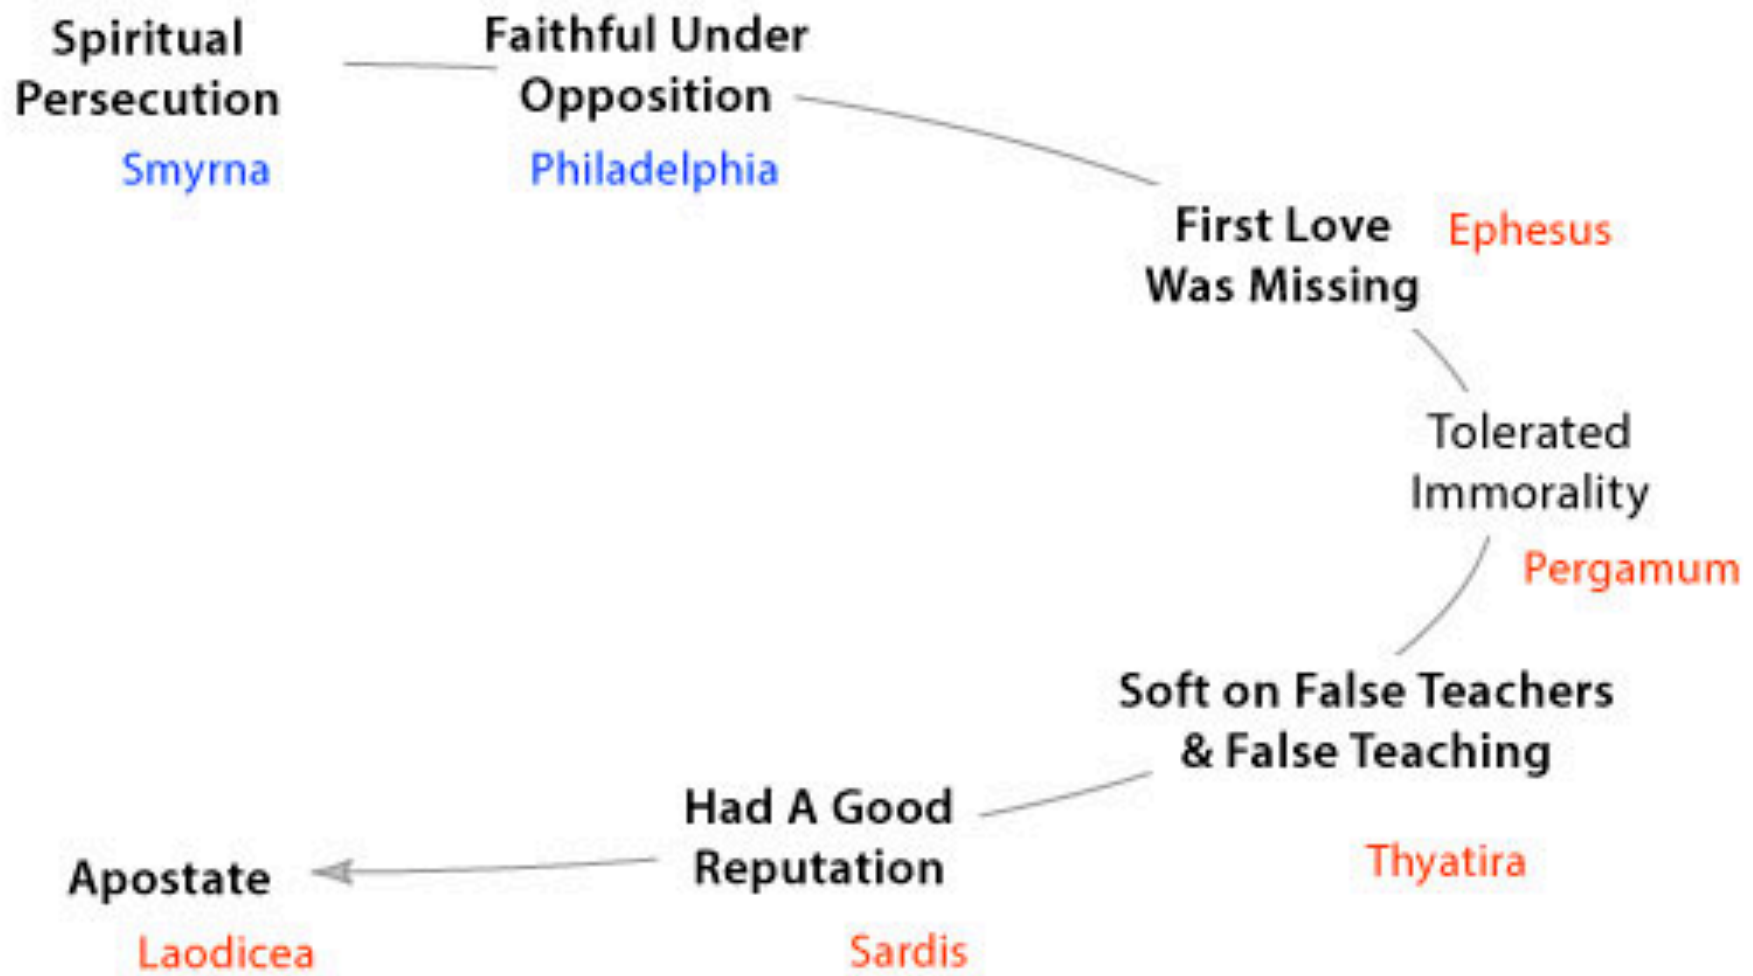 Spiritual
Persecution
Smyrna
Faithful Under
Opposition
Philadelphia
First Love
Was Missing
Ephesus
Tolerated
Immorality
Pergamum
Soft on False Teachers
& False Teaching
Thyatira
Had A Good
Reputation
Sardis
Apostate
Laodicea